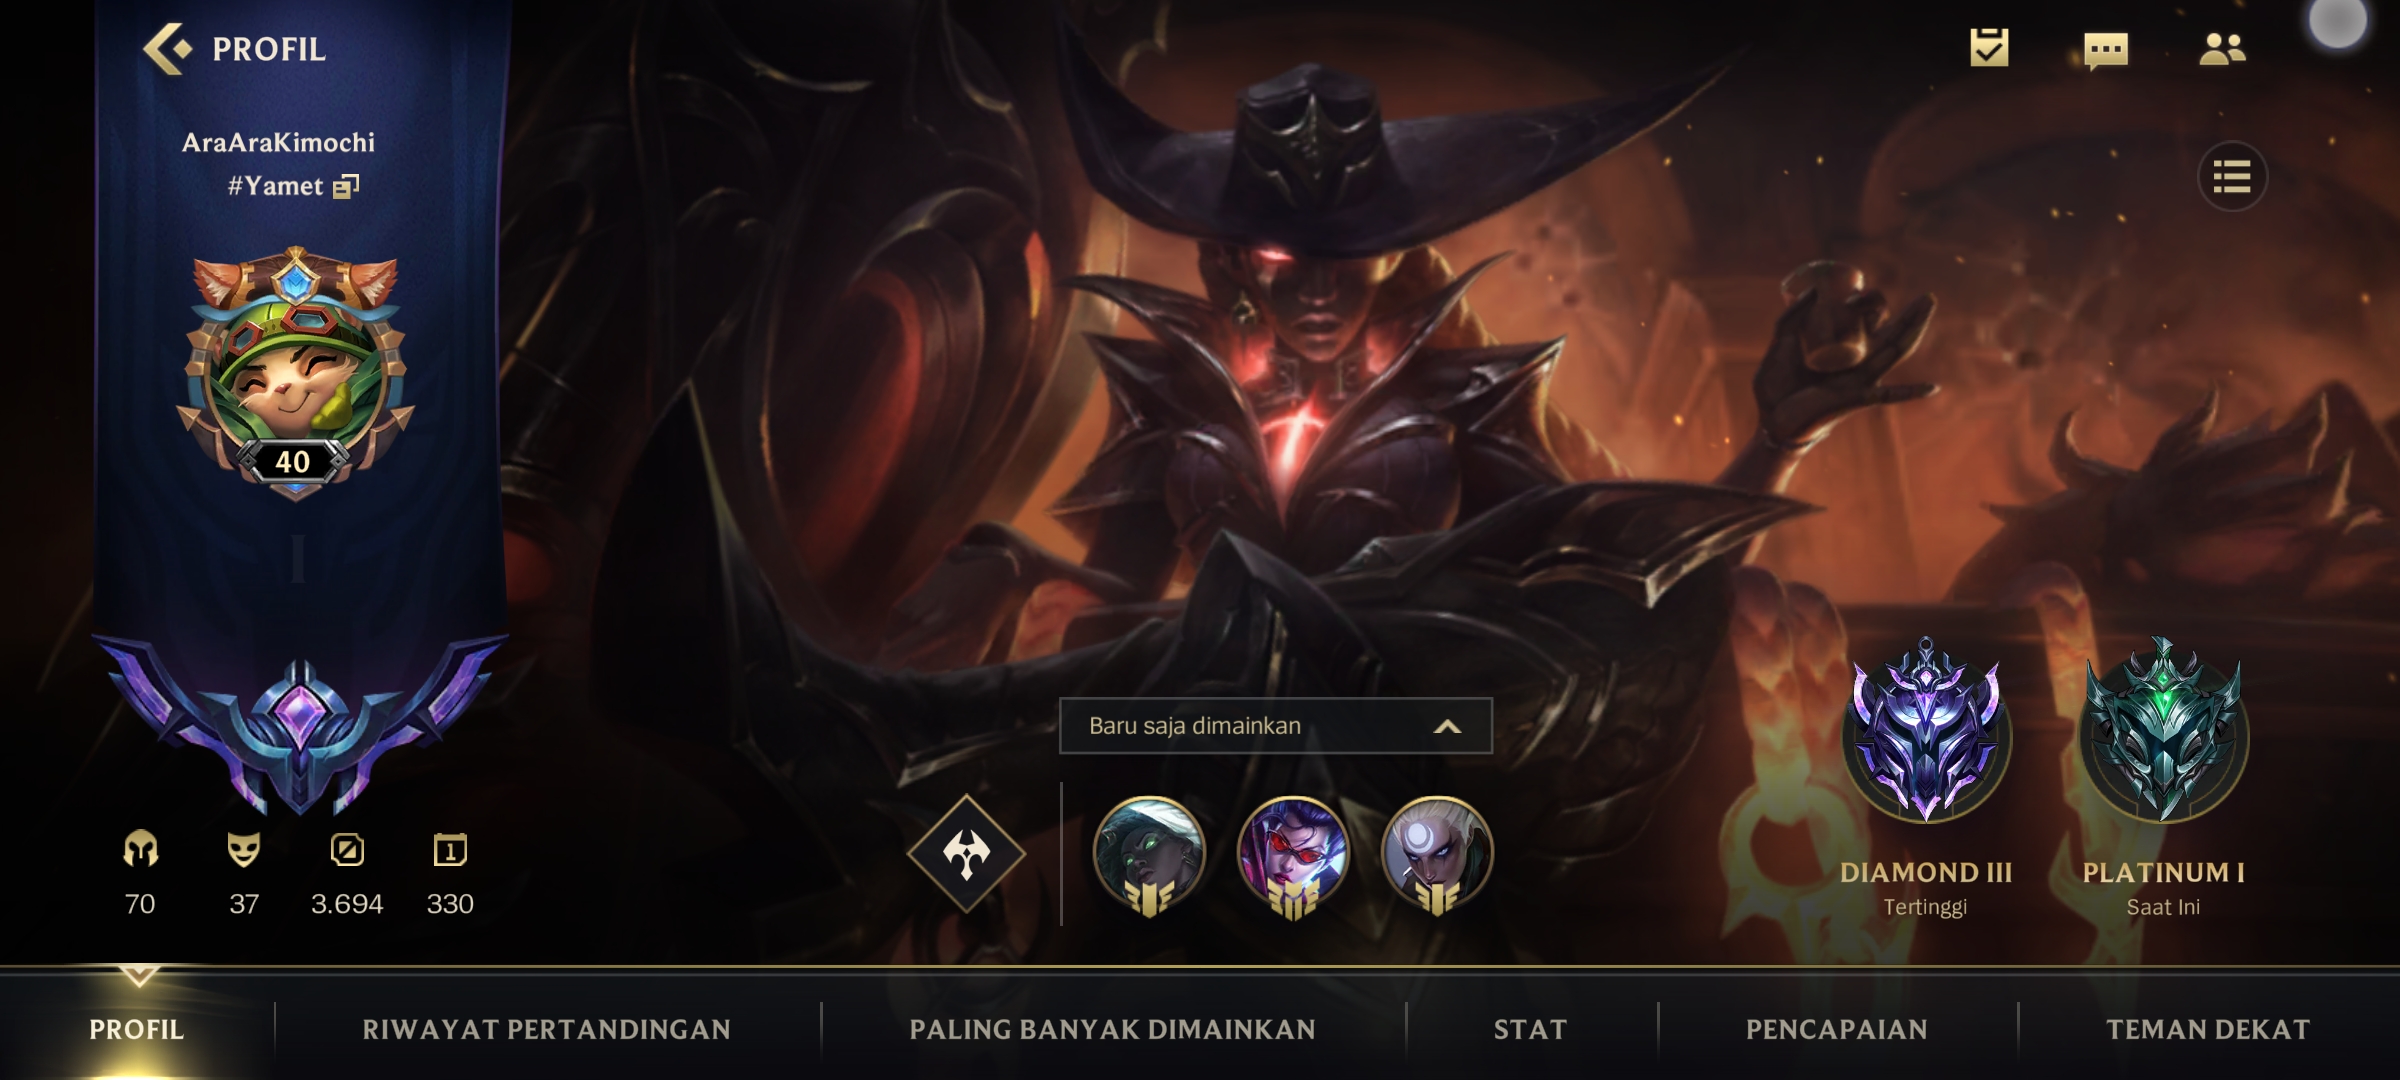 PROFIL
AraAraKimochi
#Yamet
40
I
70
37
3.694
1
330
Baru saja dimainkan
DIAMOND III
Tertinggi
PLATINUM I
Saat Ini
PROFIL
RIWAYAT PERTANDINGAN
PALING BANYAK DIMAINKAN
STAT
PENCAPAIAN
TEMAN DEKAT